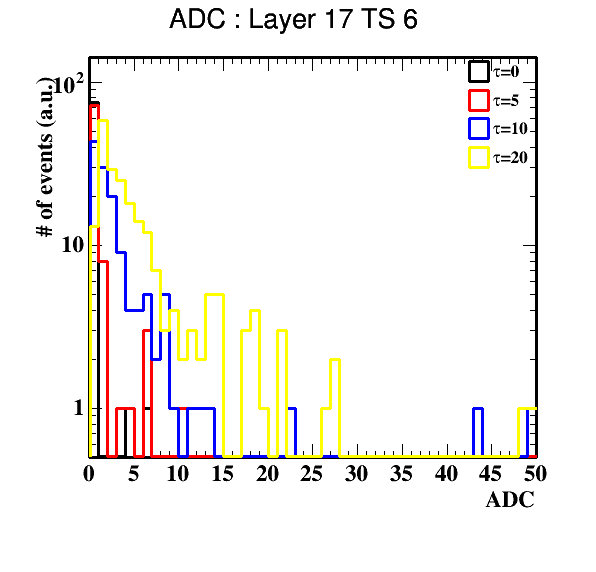 ADC : Layer 17 TS 6
# of events (a.u.)
10²
10
1
τ=0
τ=5
τ=10
τ=20
0 5 10 15 20 25 30 35 40 45 50
ADC